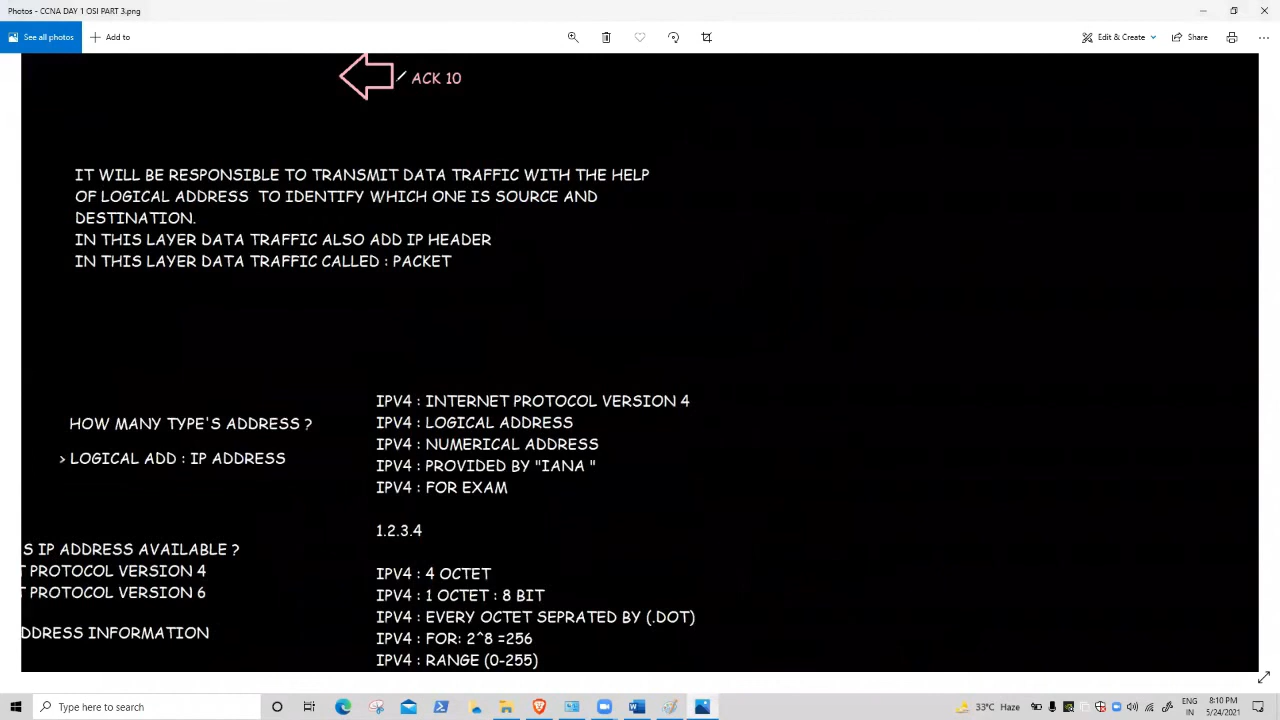 Photos - CCNA DAY 1 OSI PART 3.png
See all photos
Add to
Edit & Create
Share
ACK 10
IT WILL BE RESPONSIBLE TO TRANSMIT DATA TRAFFIC WITH THE HELP
OF LOGICAL ADDRESS TO IDENTIFY WHICH ONE IS SOURCE AND
DESTINATION.
IN THIS LAYER DATA TRAFFIC ALSO ADD IP HEADER
IN THIS LAYER DATA TRAFFIC CALLED : PACKET
HOW MANY TYPE'S ADDRESS ?
> LOGICAL ADD : IP ADDRESS
S IP ADDRESS AVAILABLE ?
T PROTOCOL VERSION 4
T PROTOCOL VERSION 6
DDRESS INFORMATION
IPV4 : INTERNET PROTOCOL VERSION 4
IPV4 : LOGICAL ADDRESS
IPV4 : NUMERICAL ADDRESS
IPV4 : PROVIDED BY "IANA "
IPV4 : FOR EXAM
1.2.3.4
IPV4 : 4 OCTET
IPV4 : 1 OCTET : 8 BIT
IPV4 : EVERY OCTET SEPRATED BY (.DOT)
IPV4 : FOR: 2^8 =256
IPV4 : RANGE (0-255)
Type here to search
33°C Haze
ENG
IN
8:10 PM
5/24/2021